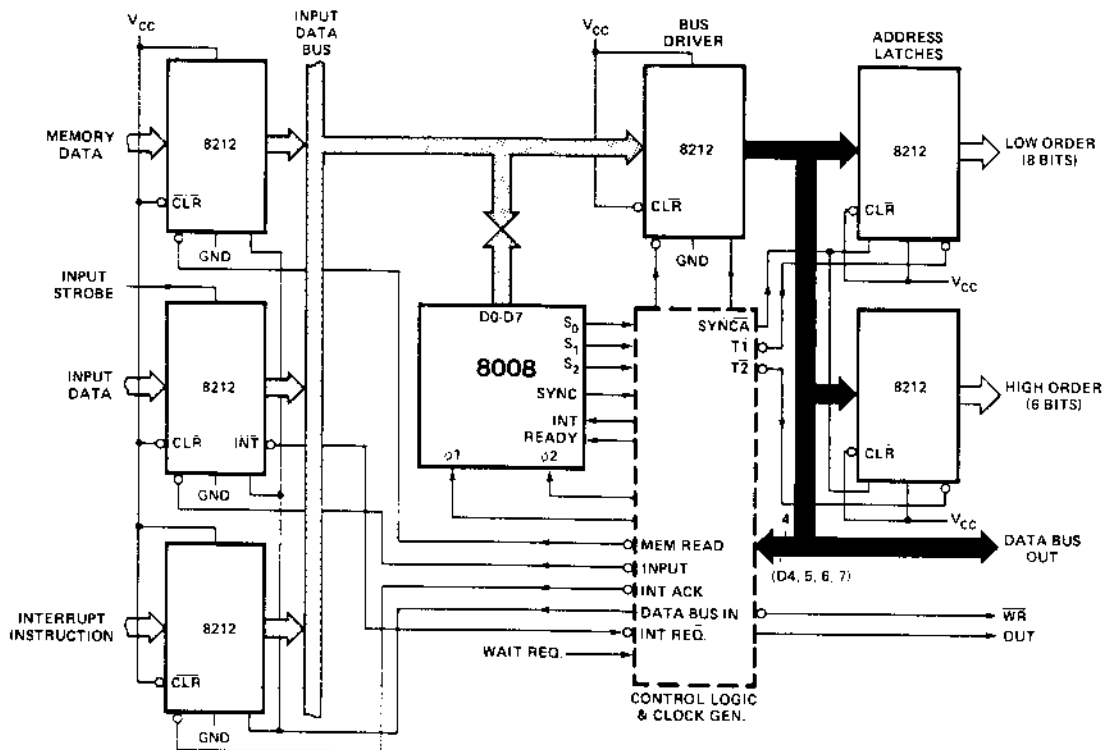 VCC
INPUT
DATA
BUS
VCC
BUS
DRIVER
ADDRESS
LATCHES
MEMORY
DATA
8212
CLR
GND
8212
CLR
GND
8212
CLR
VCC
LOW ORDER
(8 BITS)
INPUT
STROBE
INPUT
DATA
8212
CLR
INT
GND
D0-D7
8008
S0
S1
S2
SYNC
INT
READY
φ1
φ2
SYNCA
T1
T2
8212
CLR
VCC
HIGH ORDER
(6 BITS)
4
(D4, 5, 6, 7)
DATA BUS
OUT
MEM READ
INPUT
INT ACK
DATA BUS IN
INT REQ.
WAIT REQ.
WR
OUT
INTERRUPT
INSTRUCTION
8212
CLR
GND
CONTROL LOGIC
& CLOCK GEN.